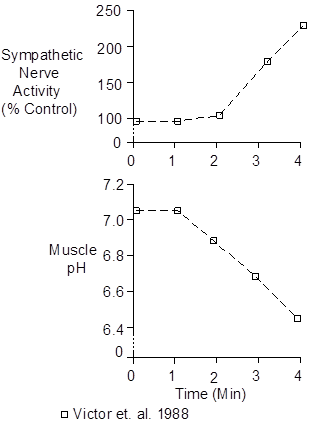 250
200
Sympathetic
Nerve
150
Activity
(% Control)
100
0
0 1 2 3 4
7.2
7.0
Muscle
pH
6.8
6.6
6.4
0
0 1 2 3 4
Time (Min)
Victor et. al. 1988